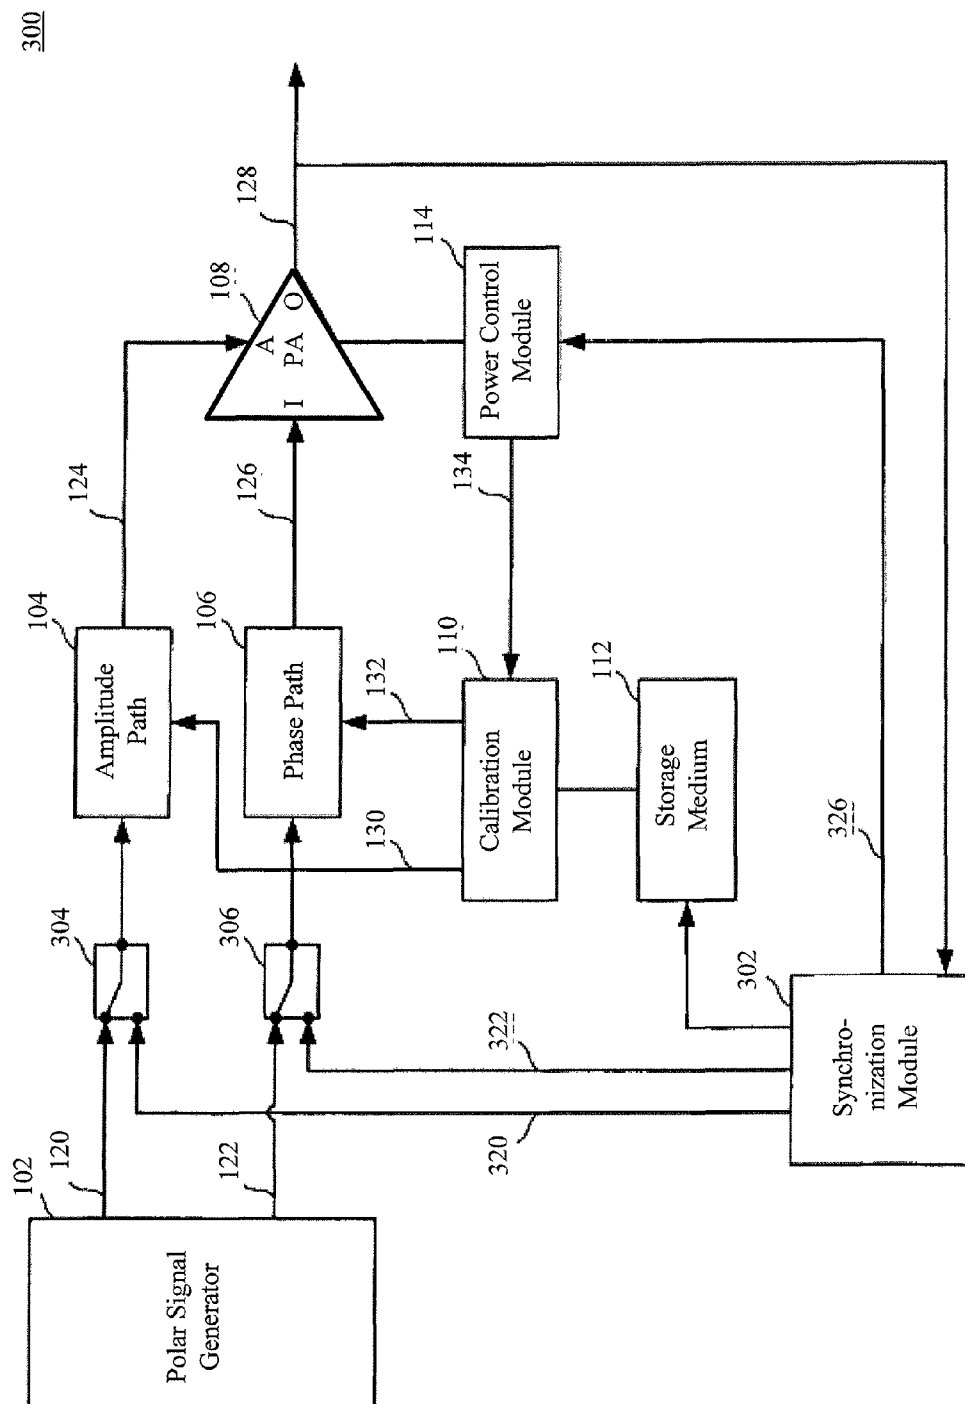 300
128
108
A
I PA O
114
Power Control
Module
124
126
134
104
Amplitude
Path
106
Phase Path
110
Calibration
Module
132
130
112
Storage
Medium
304
306
302
Synchro-
nization
Module
326
322
320
120
122
102
Polar Signal
Generator